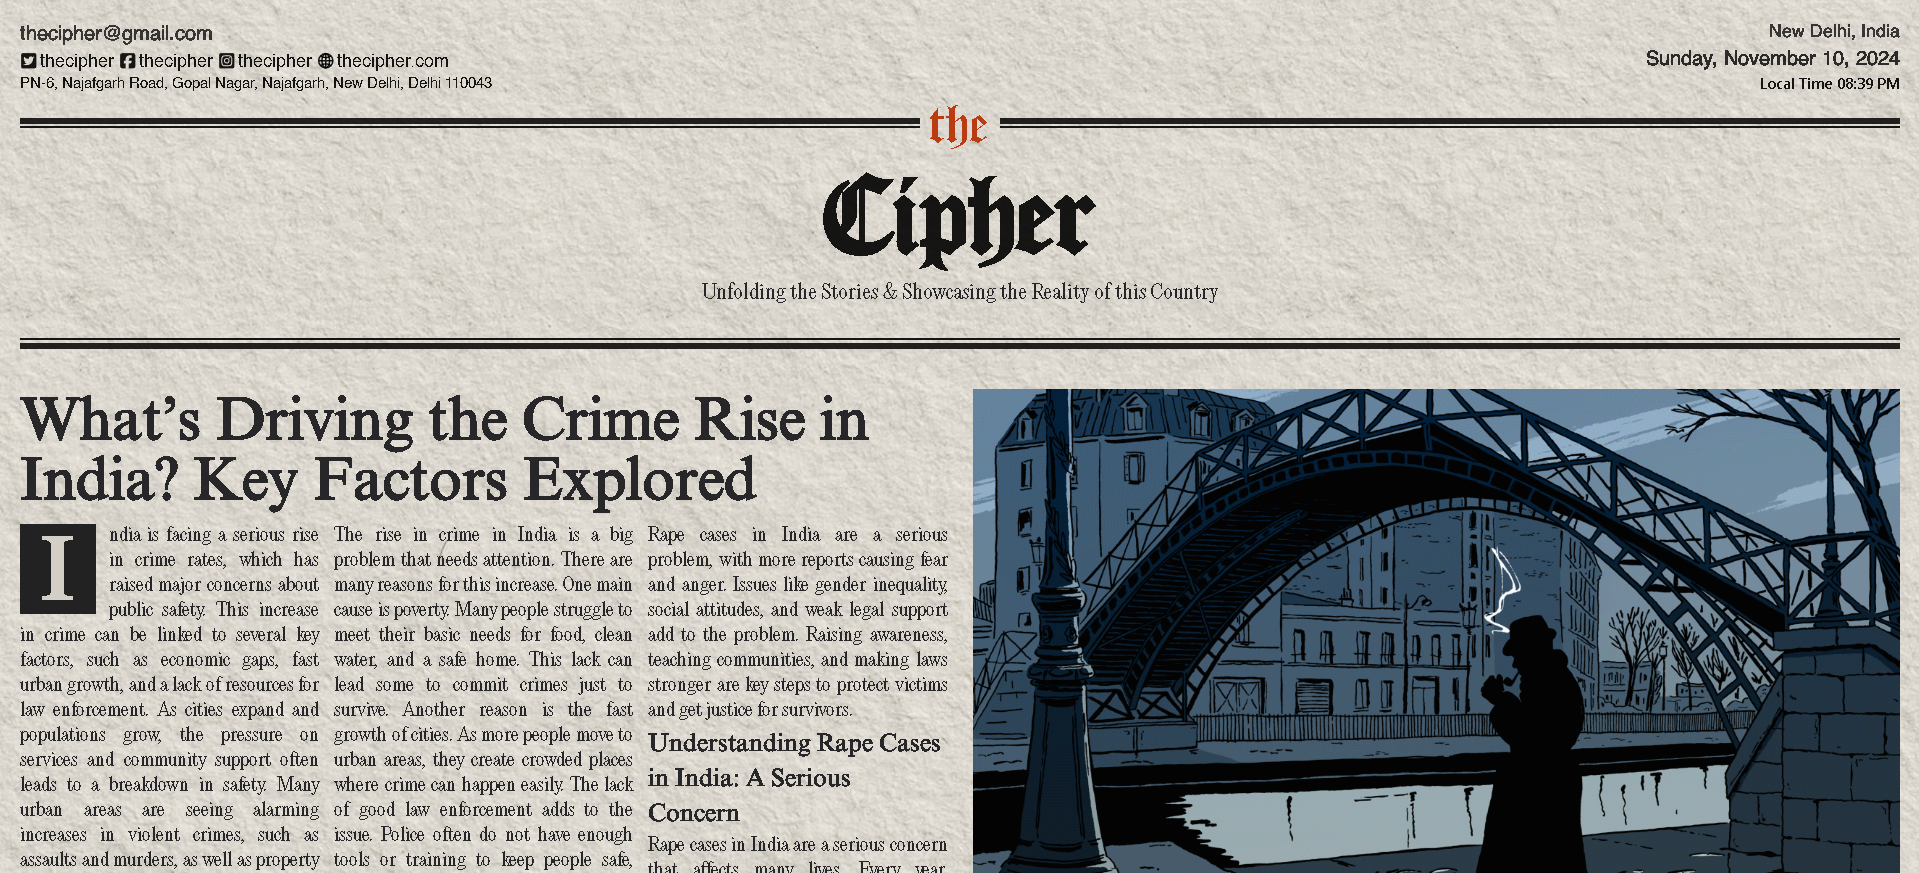 thecipher@gmail.com
thecipher thecipher thecipher thecipher.com
PN-6, Najafgarh Road, Gopal Nagar, Najafgarh, New Delhi, Delhi 110043
New Delhi, India
Sunday, November 10, 2024
Local Time 08:39 PM
the
Cipher
Unfolding the Stories & Showcasing the Reality of this Country
What's Driving the Crime Rise in
India? Key Factors Explored
India is facing a serious rise
in crime rates, which has
raised major concerns about
public safety. This increase
in crime can be linked to several key
factors, such as economic gaps, fast
urban growth, and a lack of resources for
law enforcement. As cities expand and
populations grow, the pressure on
services and community support often
leads to a breakdown in safety. Many
urban areas are seeing alarming
increases in violent crimes, such as
assaults and murders, as well as property
The rise in crime in India is a big
problem that needs attention. There are
many reasons for this increase. One main
cause is poverty. Many people struggle to
meet their basic needs for food, clean
water, and a safe home. This lack can
lead some to commit crimes just to
survive. Another reason is the fast
growth of cities. As more people move to
urban areas, they create crowded places
where crime can happen easily. The lack
of good law enforcement adds to the
issue. Police often do not have enough
tools or training to keep people safe,
Rape cases in India are a serious
problem, with more reports causing fear
and anger. Issues like gender inequality,
social attitudes, and weak legal support
add to the problem. Raising awareness,
teaching communities, and making laws
stronger are key steps to protect victims
and get justice for survivors.
Understanding Rape Cases
in India: A Serious
Concern
Rape cases in India are a serious concern
that affects many lives. Every year,